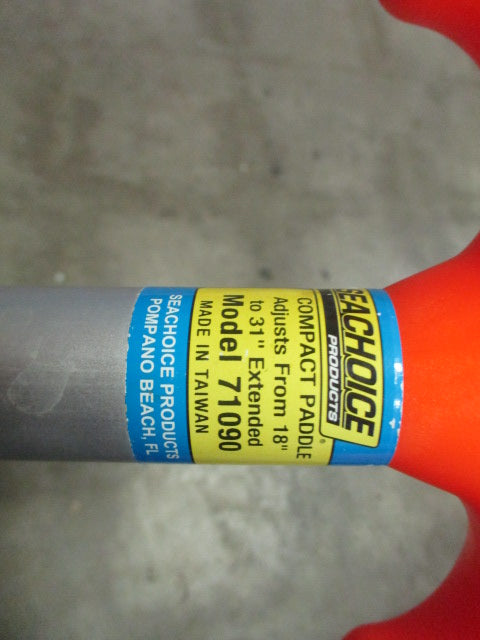 SEACHOICE
PRODUCTS®
COMPACT PADDLE
Adjusts From 18"
to 31" Extended
Model 71090
MADE IN TAIWAN
SEACHOICE PRODUCTS
POMPANO BEACH, FL